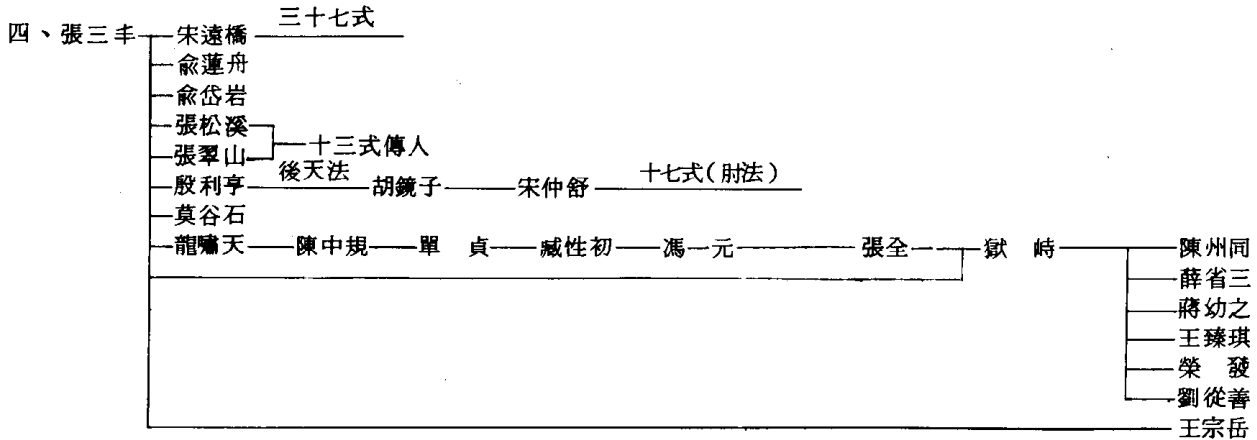 三十七式
四、張三丰 宋遠橋
兪蓮舟
兪岱岩
張松溪
十三式傳人
張翠山
後天法 十七式(肘法)
殷利亨 胡鏡子 宋仲舒
莫谷石
龍嘯天 陳中規 單貞 臧性初 馮一元 張全 獄峙 陳州同
薛省三
蔣幼之
王臻琪
榮發
劉從善
王宗岳